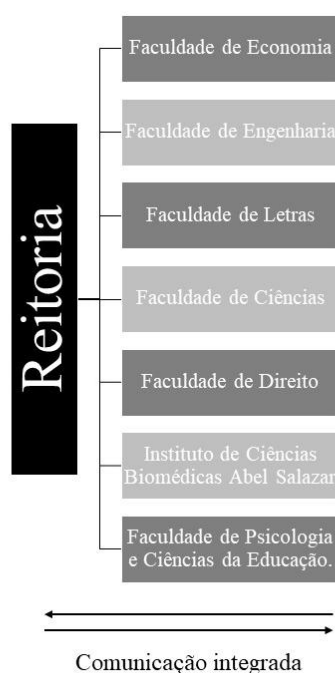 Reitoria
Faculdade de Economia
Faculdade de Engenharia
Faculdade de Letras
Faculdade de Ciências
Faculdade de Direito
Instituto de Ciências
Biomédicas Abel Salazar
Faculdade de Psicologia
e Ciências da Educação.
Comunicação integrada